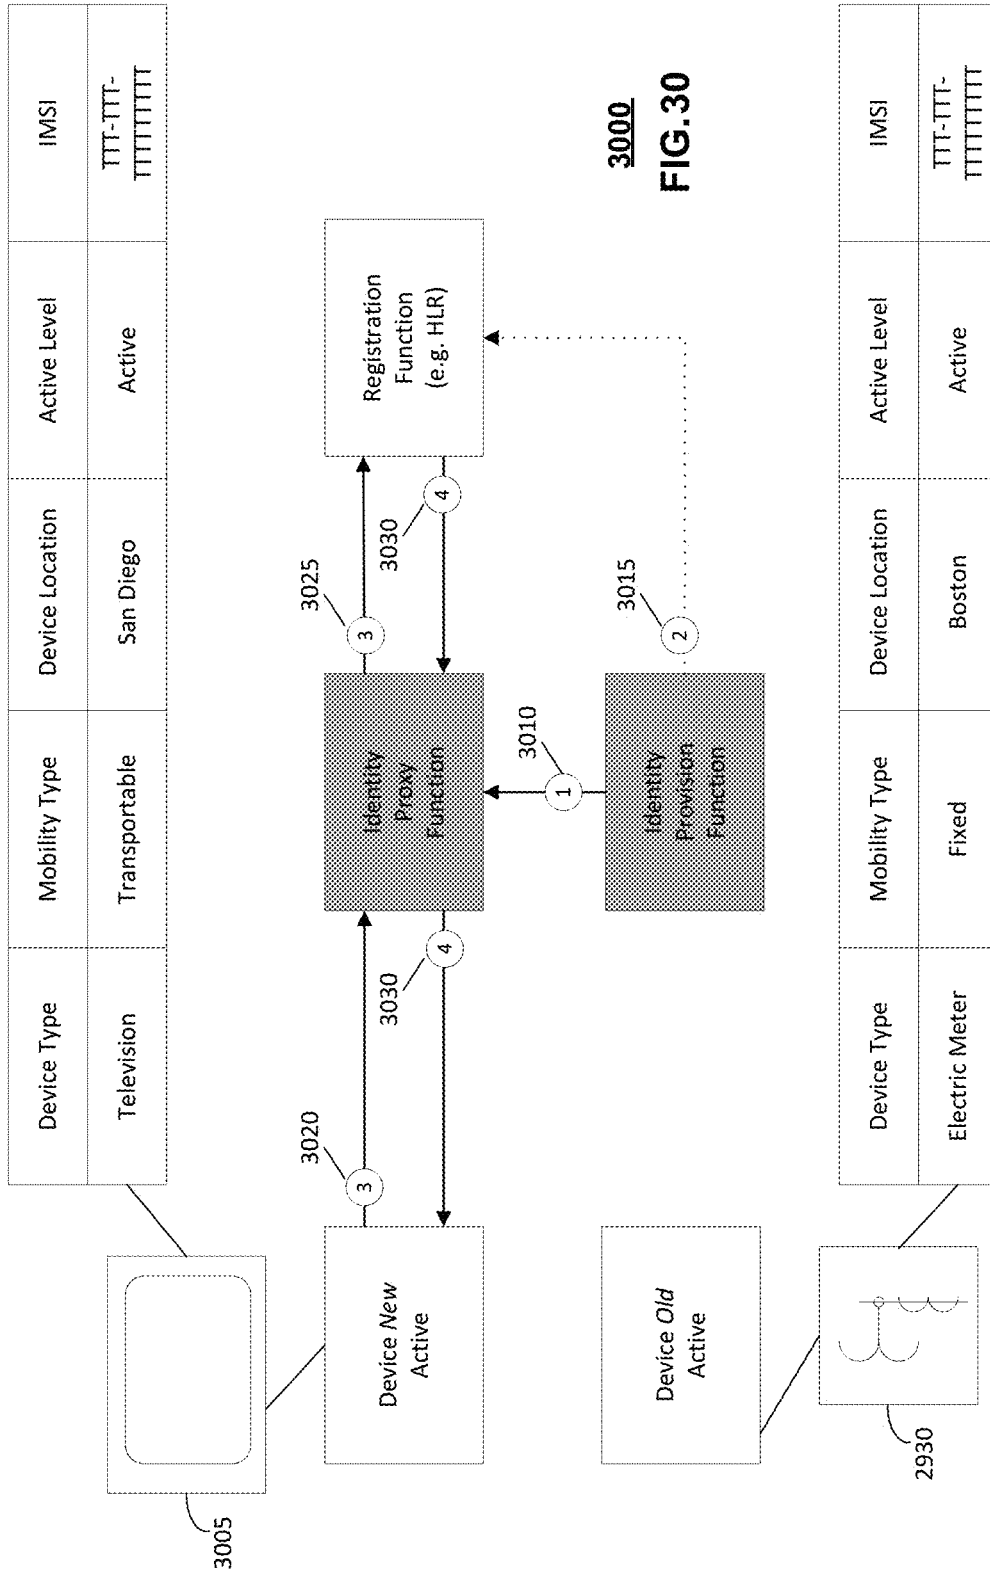 Device Type
Mobility Type
Device Location
Active Level
IMSI
Television
Transportable
San Diego
Active
TTT-TTT-
TTTTTTTTT
3005
3020
3025
3
3
Device New
Active
Identity
Proxy
Function
Registration
Function
(e.g. HLR)
3030
3030
4
4
3010
1
3015
2
Device Old
Active
Identity
Provision
Function
3000
FIG.30
2930
Device Type
Mobility Type
Device Location
Active Level
IMSI
Electric Meter
Fixed
Boston
Active
TTT-TTT-
TTTTTTTTT